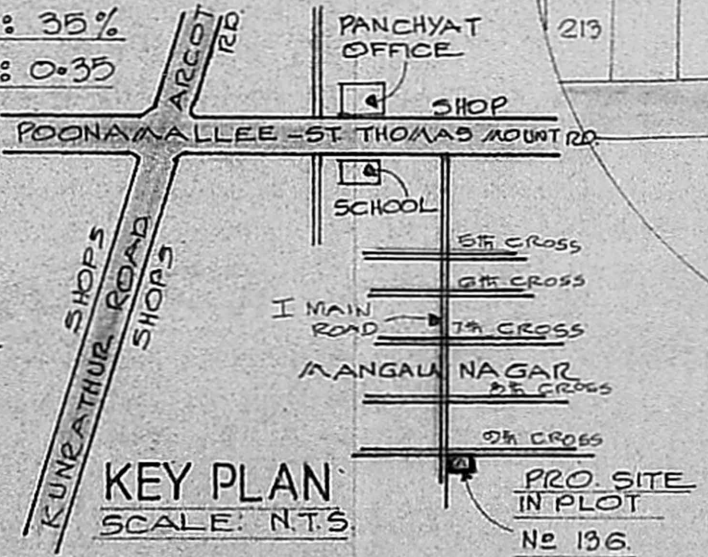 : 35%
: 0.35
ARCOT RD
PANCHYAT
OFFICE
213
SHOP
POONAMALLEE - ST THOMAS MOUNT RD.
SCHOOL
SHOPS
KUNRATHUR ROAD
SHOPS
5th CROSS
6th CROSS
I MAIN
ROAD
7th CROSS
MANGALA NAGAR
8th CROSS
9th CROSS
KEY PLAN
SCALE: N.T.S.
PRO. SITE
IN PLOT
No 136.